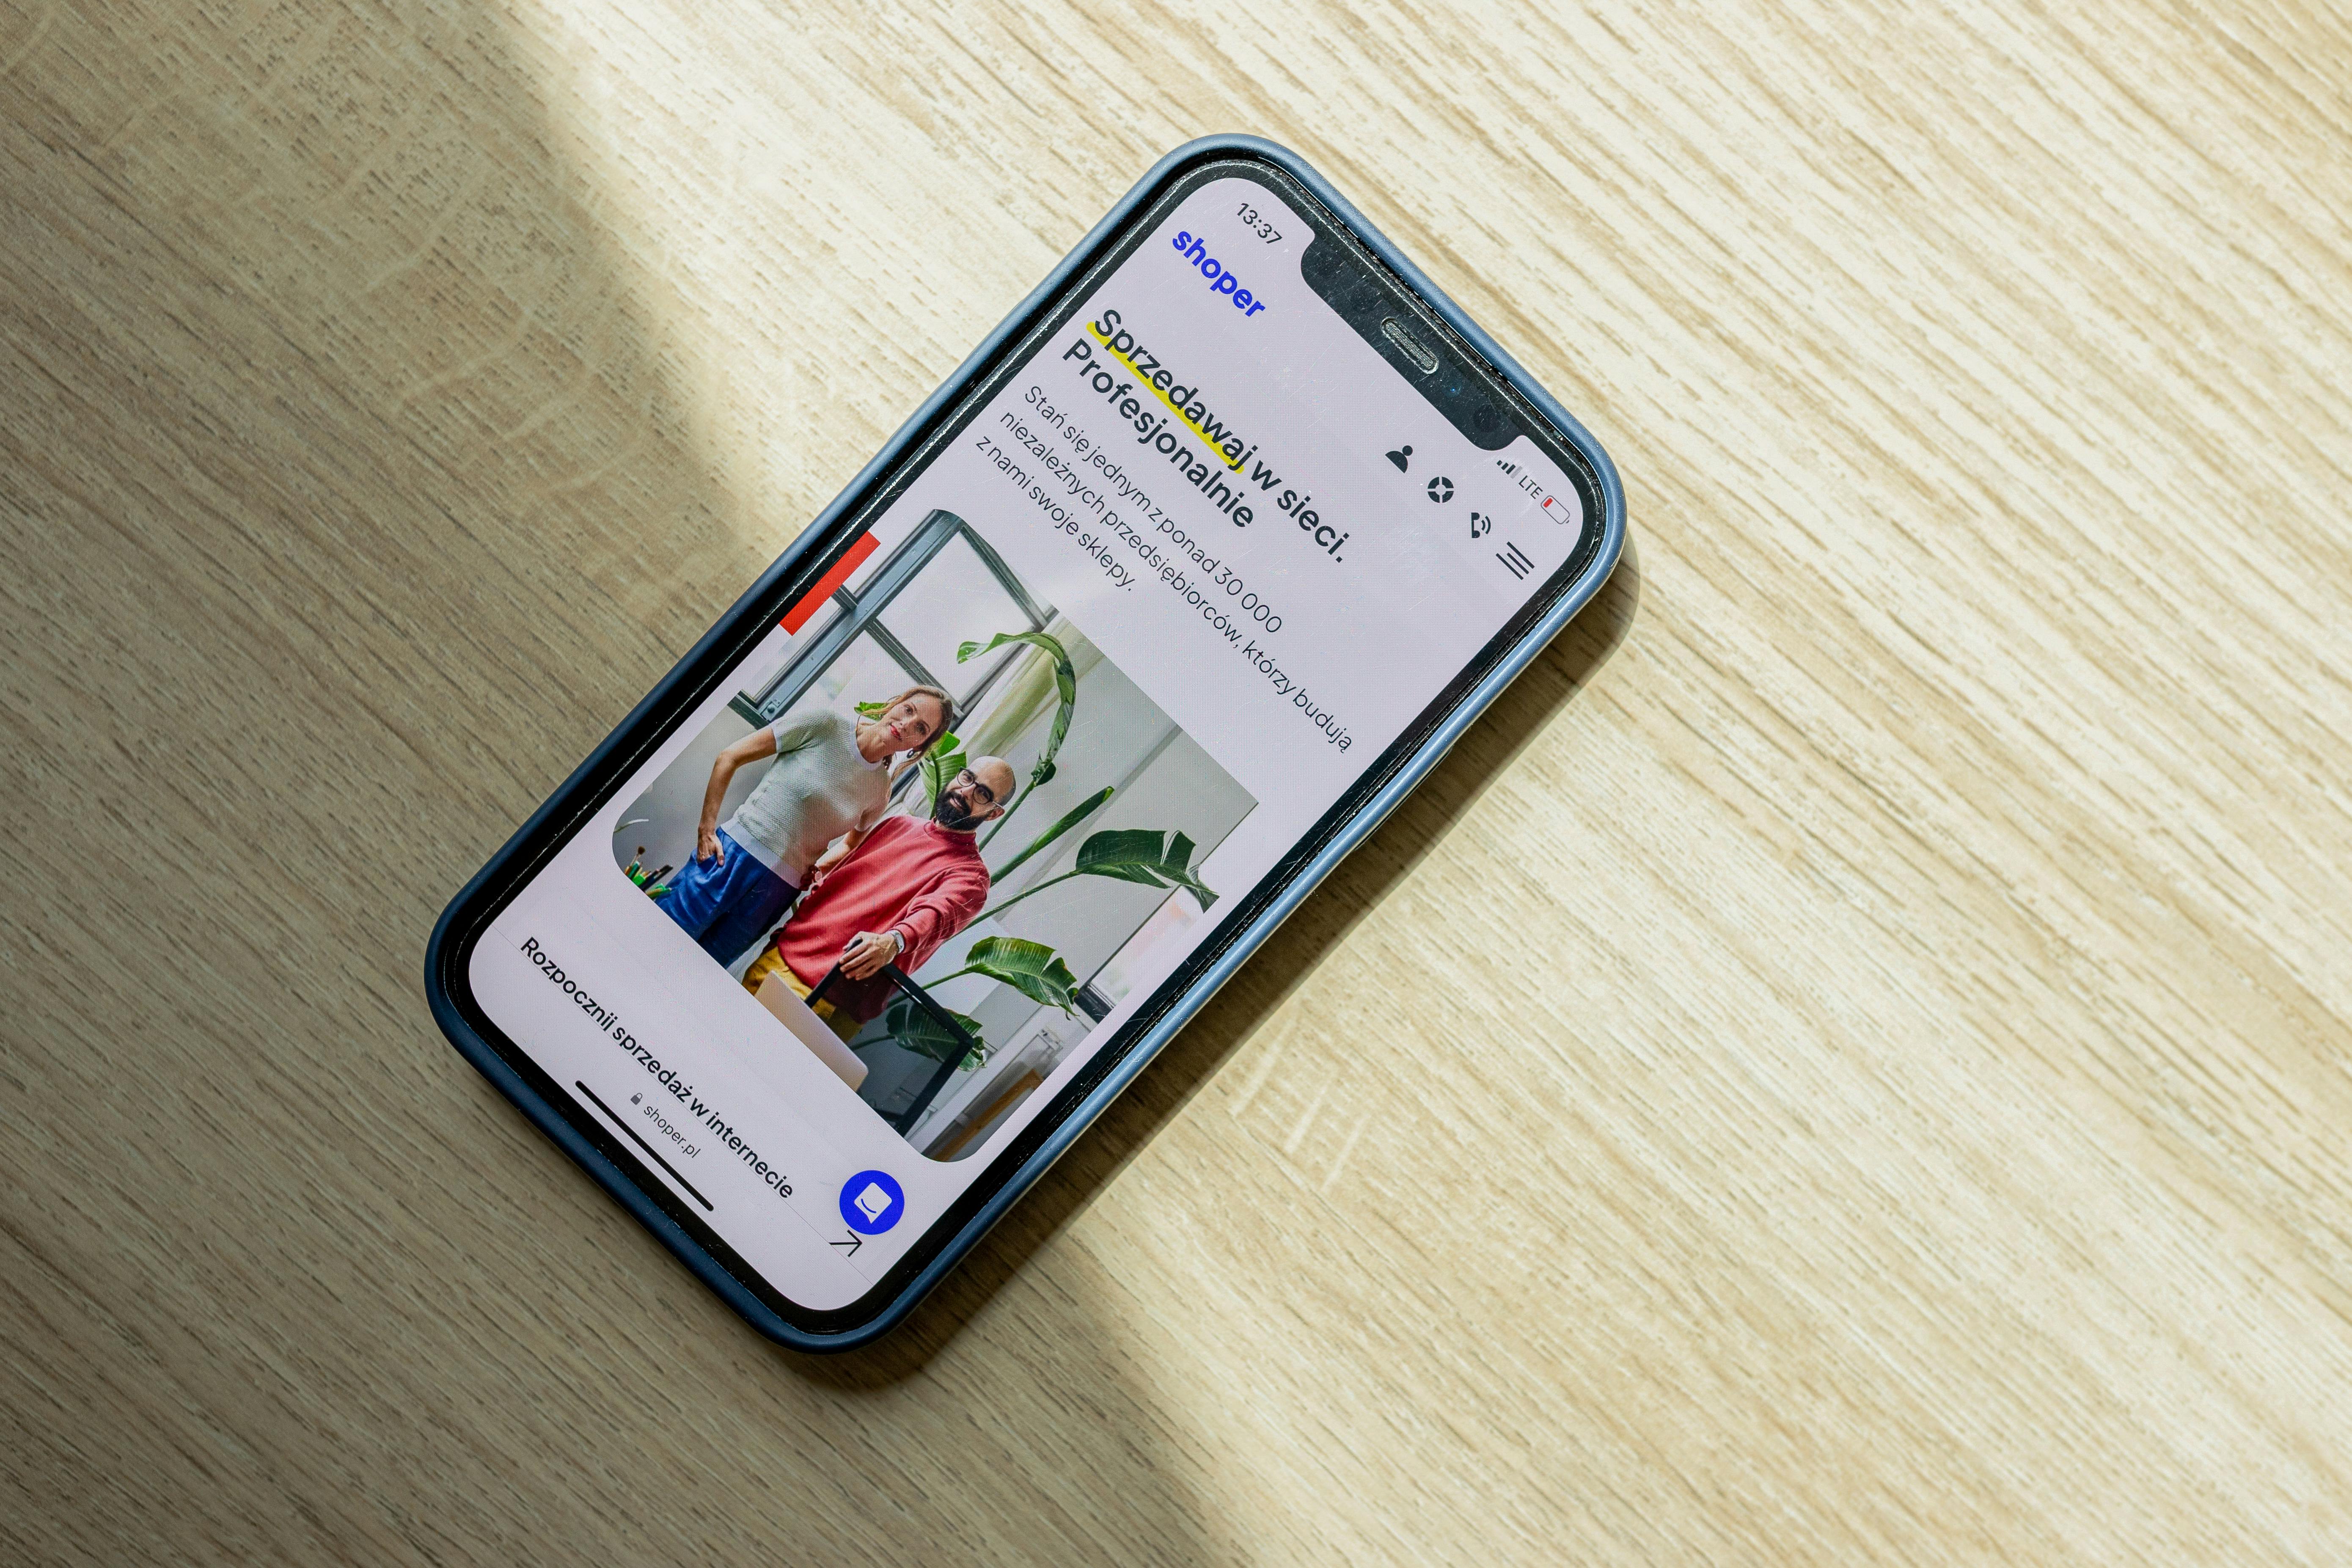 13:37
LTE
shoper
Sprzedawaj w sieci.
Profesjonalnie
Stań się jednym z ponad 30 000
niezależnych przedsiębiorców, którzy budują
z nami swoje sklepy.
Rozpocznij sprzedaż w internecie
shoper.pl